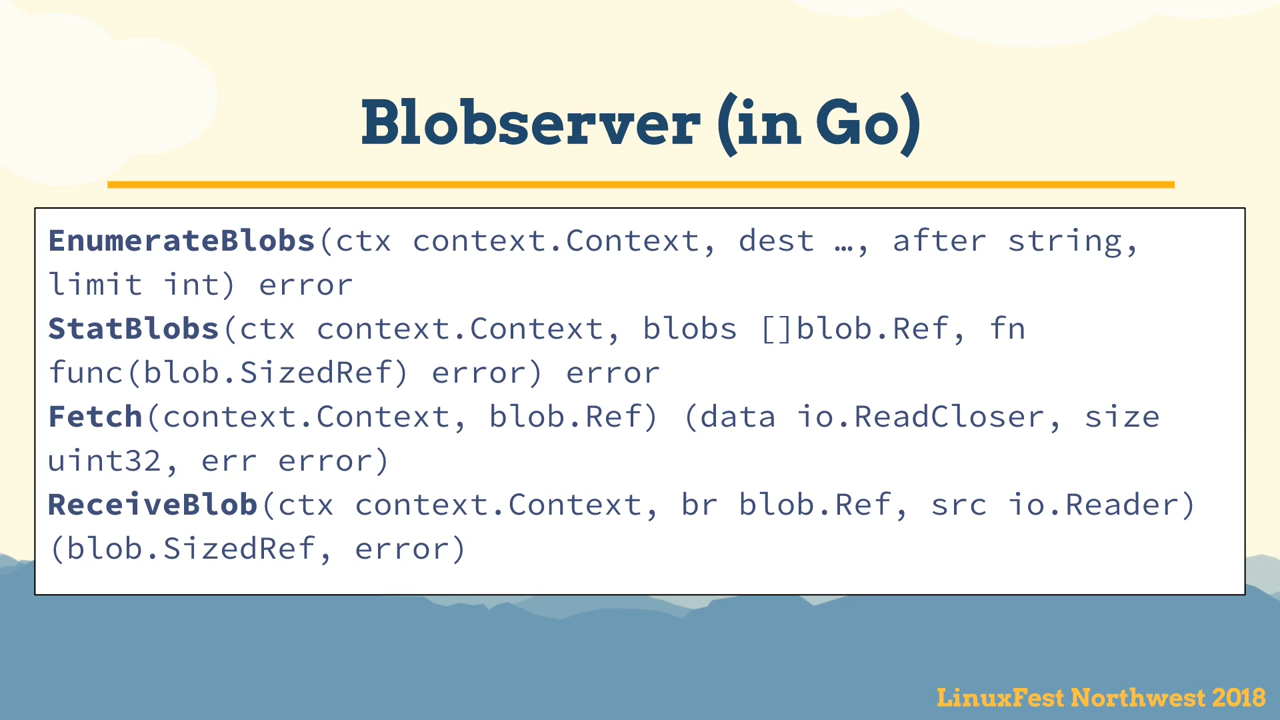 Blobserver (in Go)
EnumerateBlobs(ctx context.Context, dest …, after string,
limit int) error
StatBlobs(ctx context.Context, blobs []blob.Ref, fn
func(blob.SizedRef) error) error
Fetch(context.Context, blob.Ref) (data io.ReadCloser, size
uint32, err error)
ReceiveBlob(ctx context.Context, br blob.Ref, src io.Reader)
(blob.SizedRef, error)
LinuxFest Northwest 2018